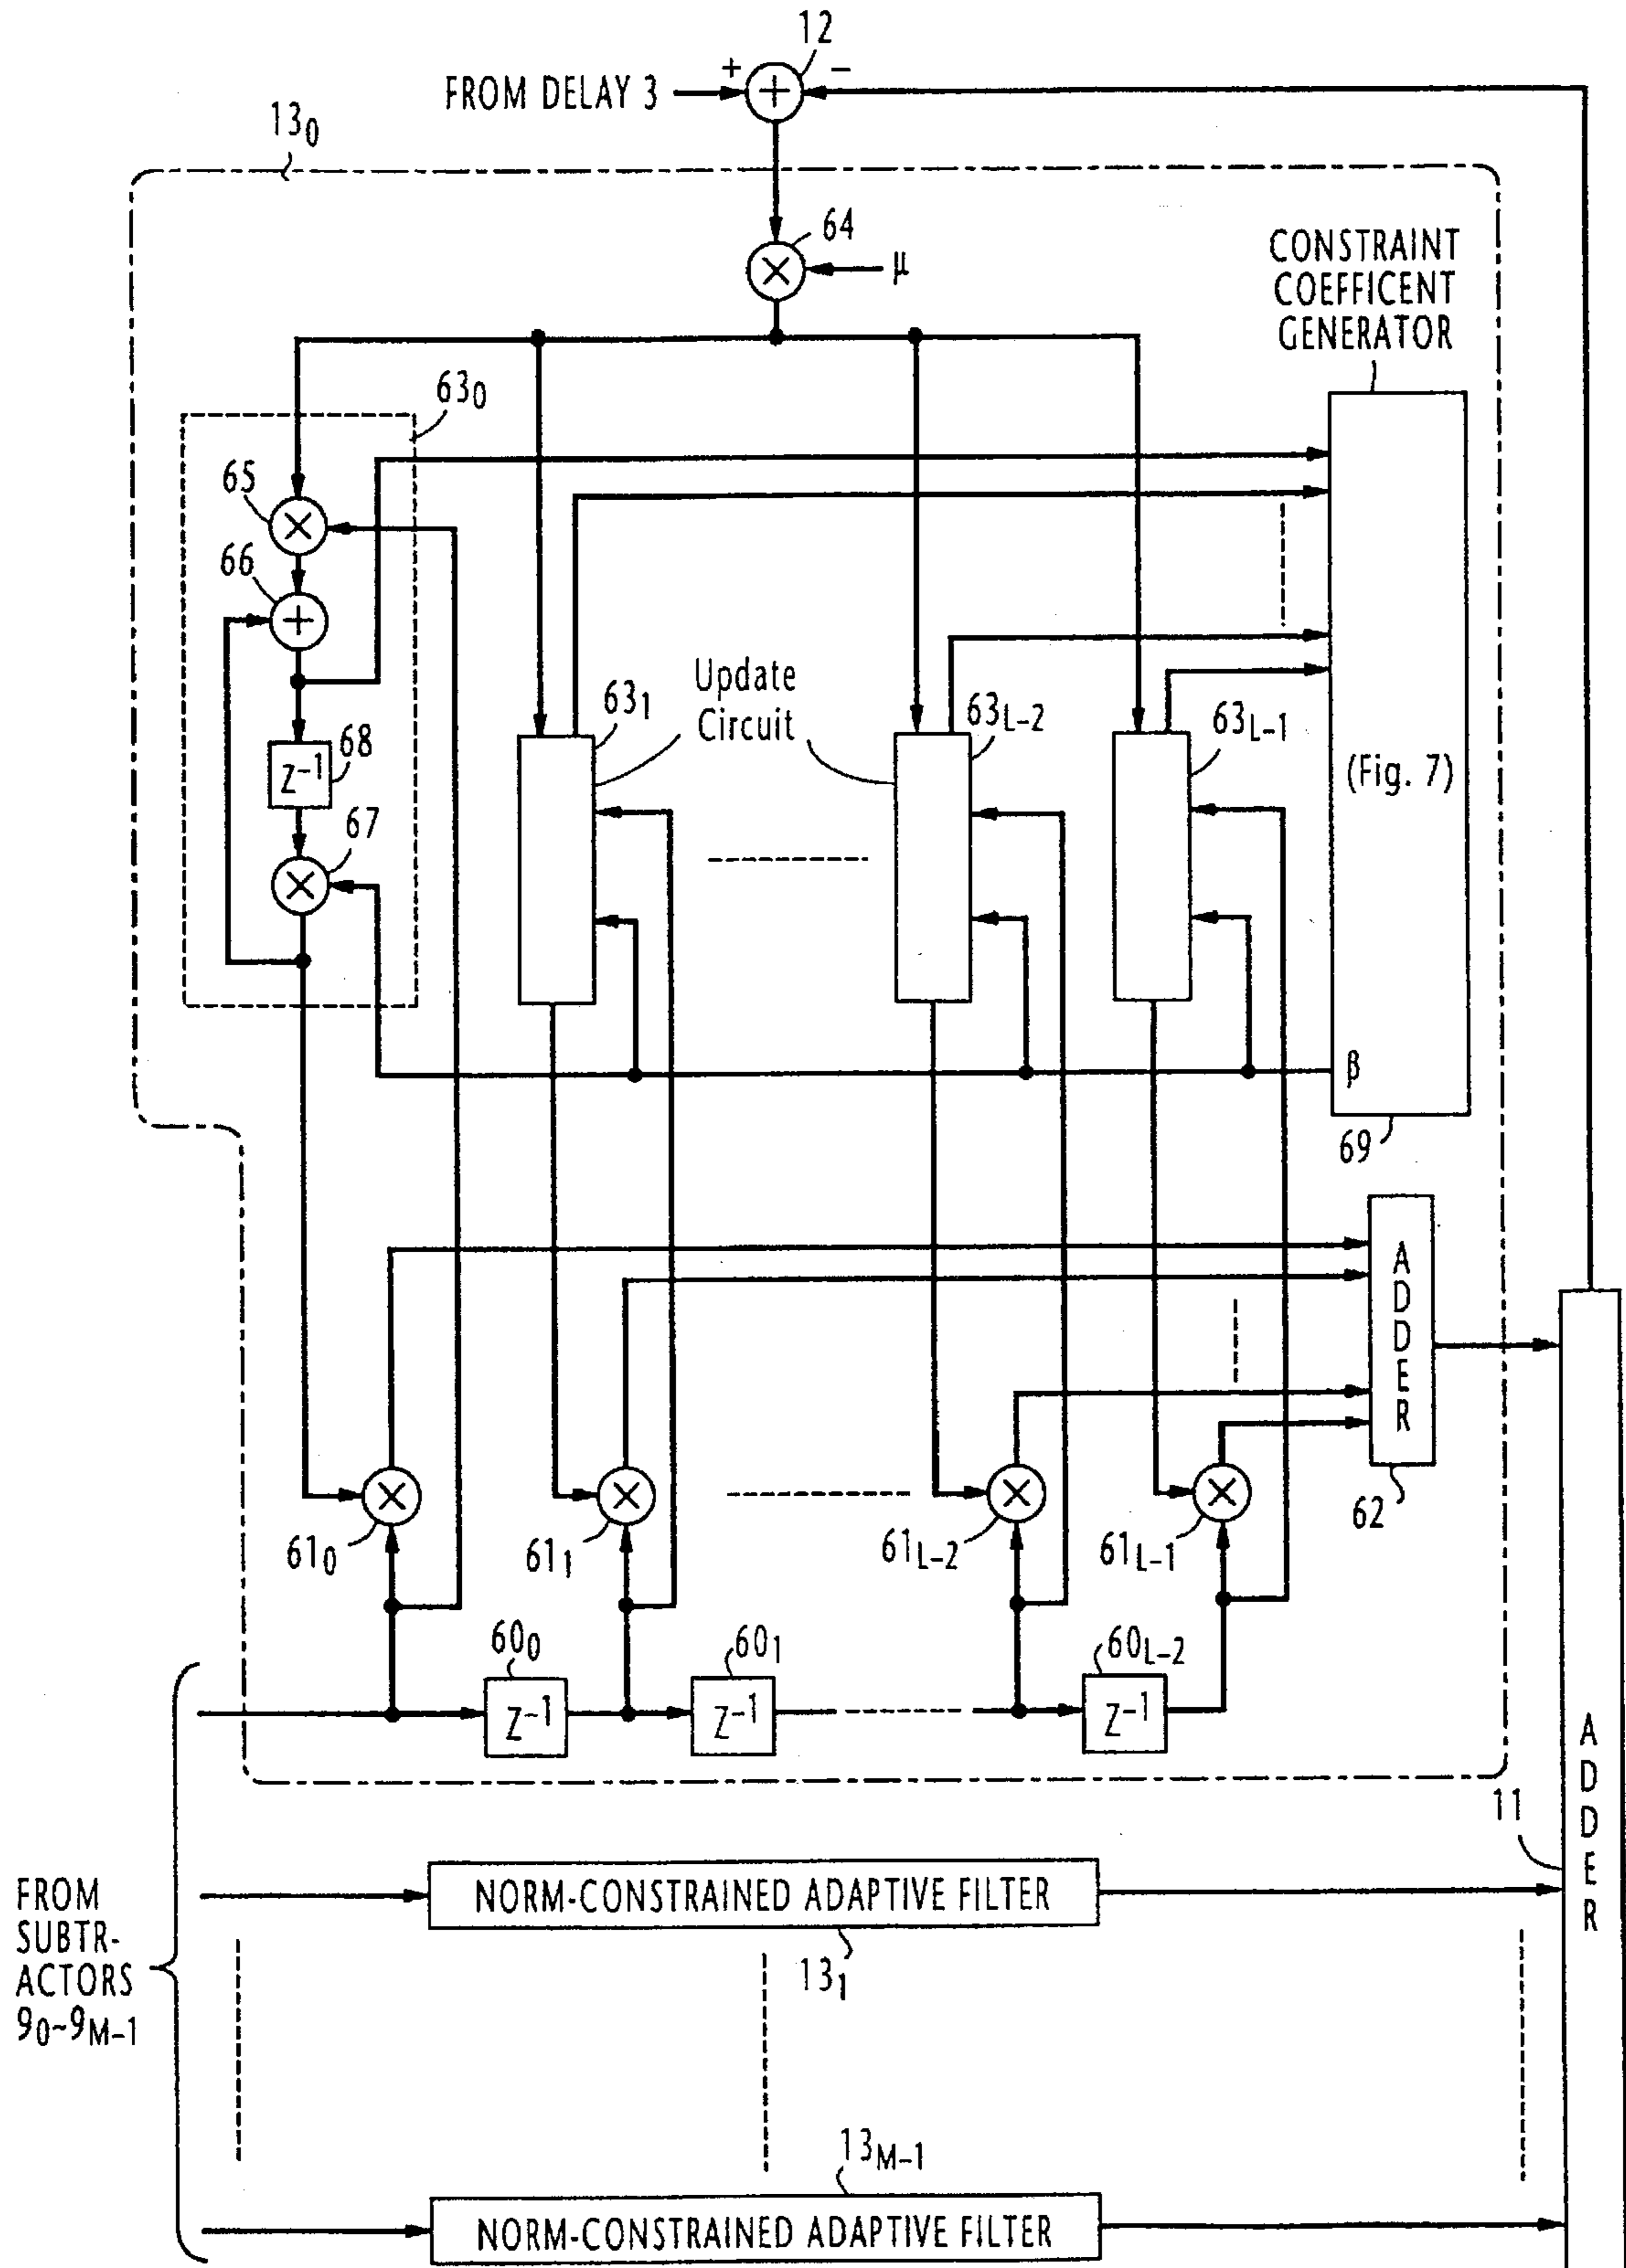 12
+
−
FROM DELAY 3
+
13₀
64
×
μ
CONSTRAINT
COEFFICENT
GENERATOR
63₀
65
×
66
+
Update
Circuit
63₁
63L−2
63L−1
68
Z⁻¹
(Fig. 7)
67
×
β
69
ADDER
62
×
×
×
×
61₀
61₁
61L−2
61L−1
60₀
60₁
60L−2
Z⁻¹
Z⁻¹
Z⁻¹
11
ADDER
FROM
SUBTR-
ACTORS
9₀~9M−1
NORM-CONSTRAINED ADAPTIVE FILTER
13₁
13M−1
NORM-CONSTRAINED ADAPTIVE FILTER